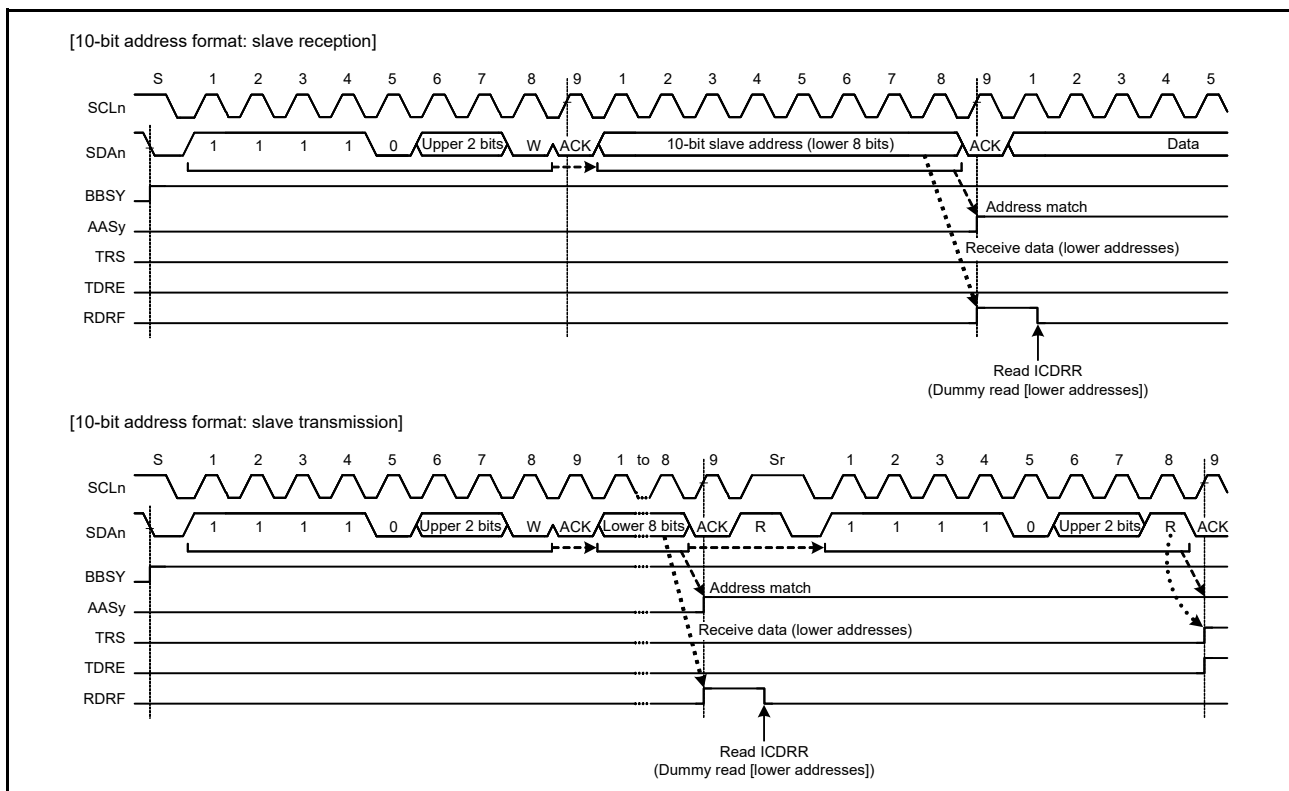 [10-bit address format: slave reception]
S 1 2 3 4 5 6 7 8 9 1 2 3 4 5 6 7 8 9 1 2 3 4 5
SCLn
SDAn 1 1 1 1 0 Upper 2 bits W ACK 10-bit slave address (lower 8 bits) ACK Data
BBSY
Address match
AASy
Receive data (lower addresses)
TRS
TDRE
RDRF
Read ICDRR
(Dummy read [lower addresses])
[10-bit address format: slave transmission]
S 1 2 3 4 5 6 7 8 9 1 to 8 9 Sr 1 2 3 4 5 6 7 8 9
SCLn
SDAn 1 1 1 1 0 Upper 2 bits W ACK Lower 8 bits ACK R 1 1 1 1 0 Upper 2 bits R ACK
BBSY
Address match
AASy
Receive data (lower addresses)
TRS
TDRE
RDRF
Read ICDRR
(Dummy read [lower addresses])